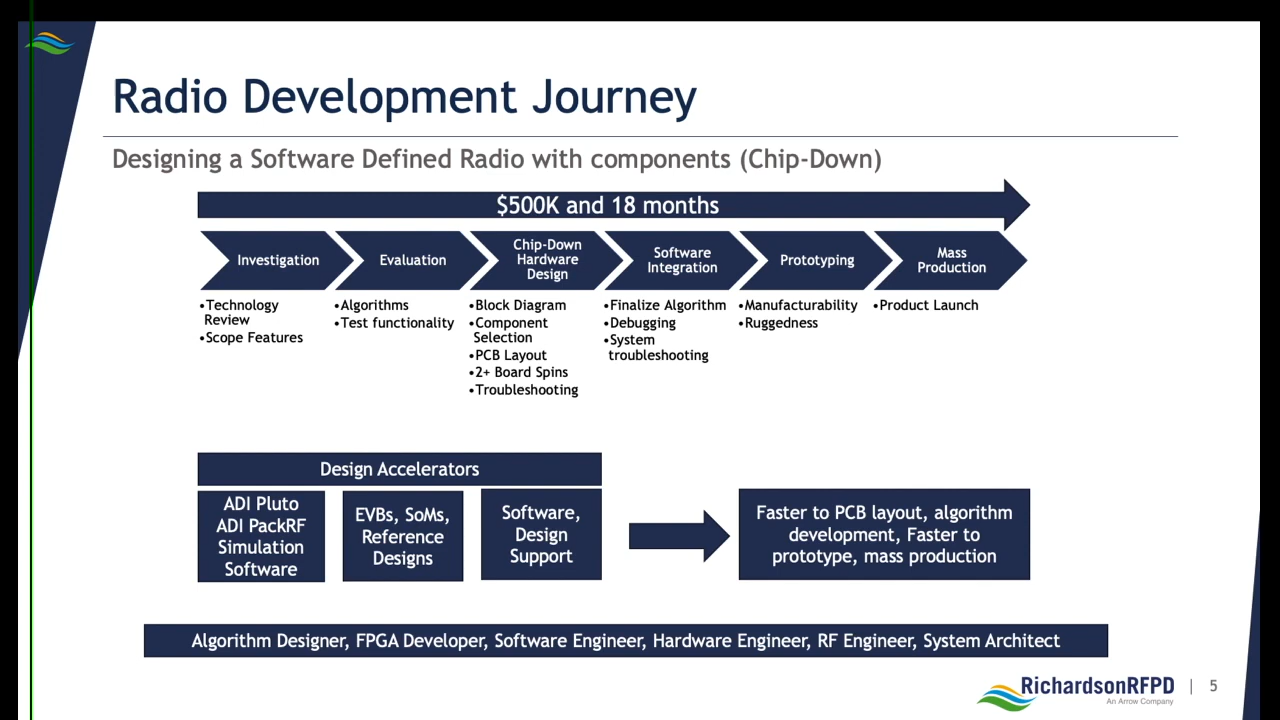 Radio Development Journey
Designing a Software Defined Radio with components (Chip-Down)
$500K and 18 months
Investigation
Evaluation
Chip-Down
Hardware
Design
Software
Integration
Prototyping
Mass
Production
•Technology
Review
•Scope Features
•Algorithms
•Test functionality
•Block Diagram
•Component
Selection
•PCB Layout
•2+ Board Spins
•Troubleshooting
•Finalize Algorithm
•Debugging
•System
troubleshooting
•Manufacturability
•Ruggedness
•Product Launch
Design Accelerators
ADI Pluto
ADI PackRF
Simulation
Software
EVBs, SoMs,
Reference
Designs
Software,
Design
Support
Faster to PCB layout, algorithm
development, Faster to
prototype, mass production
Algorithm Designer, FPGA Developer, Software Engineer, Hardware Engineer, RF Engineer, System Architect
RichardsonRFPD
An Arrow Company
| 5